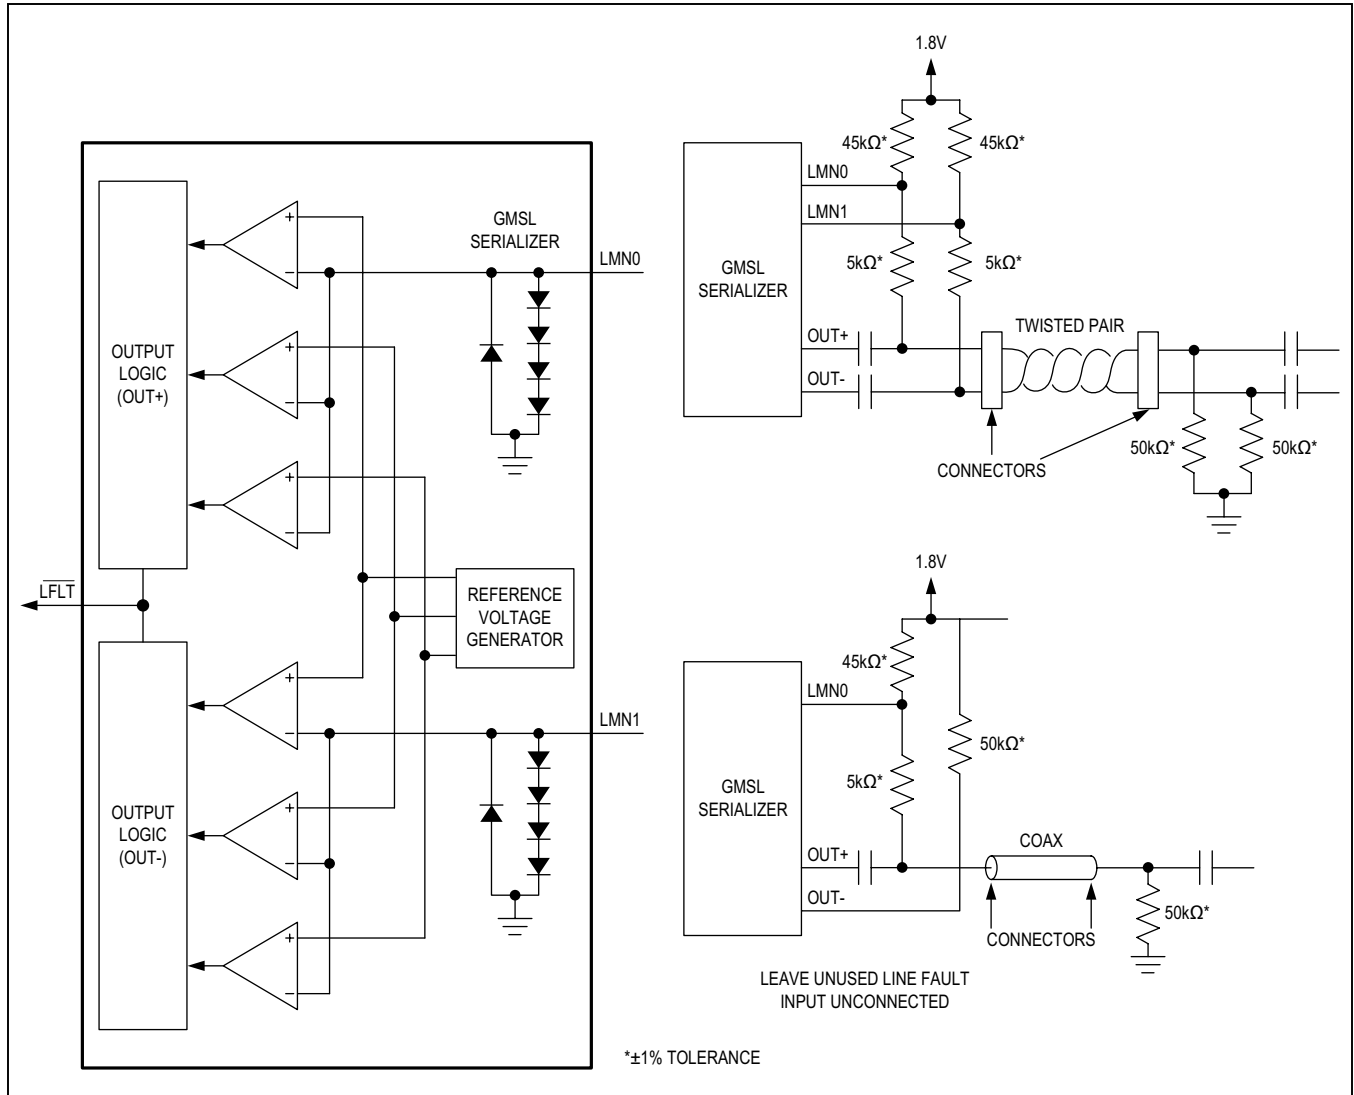 GMSL
SERIALIZER
LMN0
+
−
OUTPUT
LOGIC
(OUT+)
+
−
+
−
LFLT
REFERENCE
VOLTAGE
GENERATOR
LMN1
+
−
OUTPUT
LOGIC
(OUT-)
+
−
+
−
1.8V
45kΩ*
45kΩ*
LMN0
LMN1
5kΩ*
5kΩ*
GMSL
SERIALIZER
OUT+
OUT-
TWISTED PAIR
CONNECTORS
50kΩ*
50kΩ*
1.8V
45kΩ*
LMN0
50kΩ*
5kΩ*
GMSL
SERIALIZER
OUT+
OUT-
COAX
CONNECTORS
50kΩ*
LEAVE UNUSED LINE FAULT
INPUT UNCONNECTED
*±1% TOLERANCE